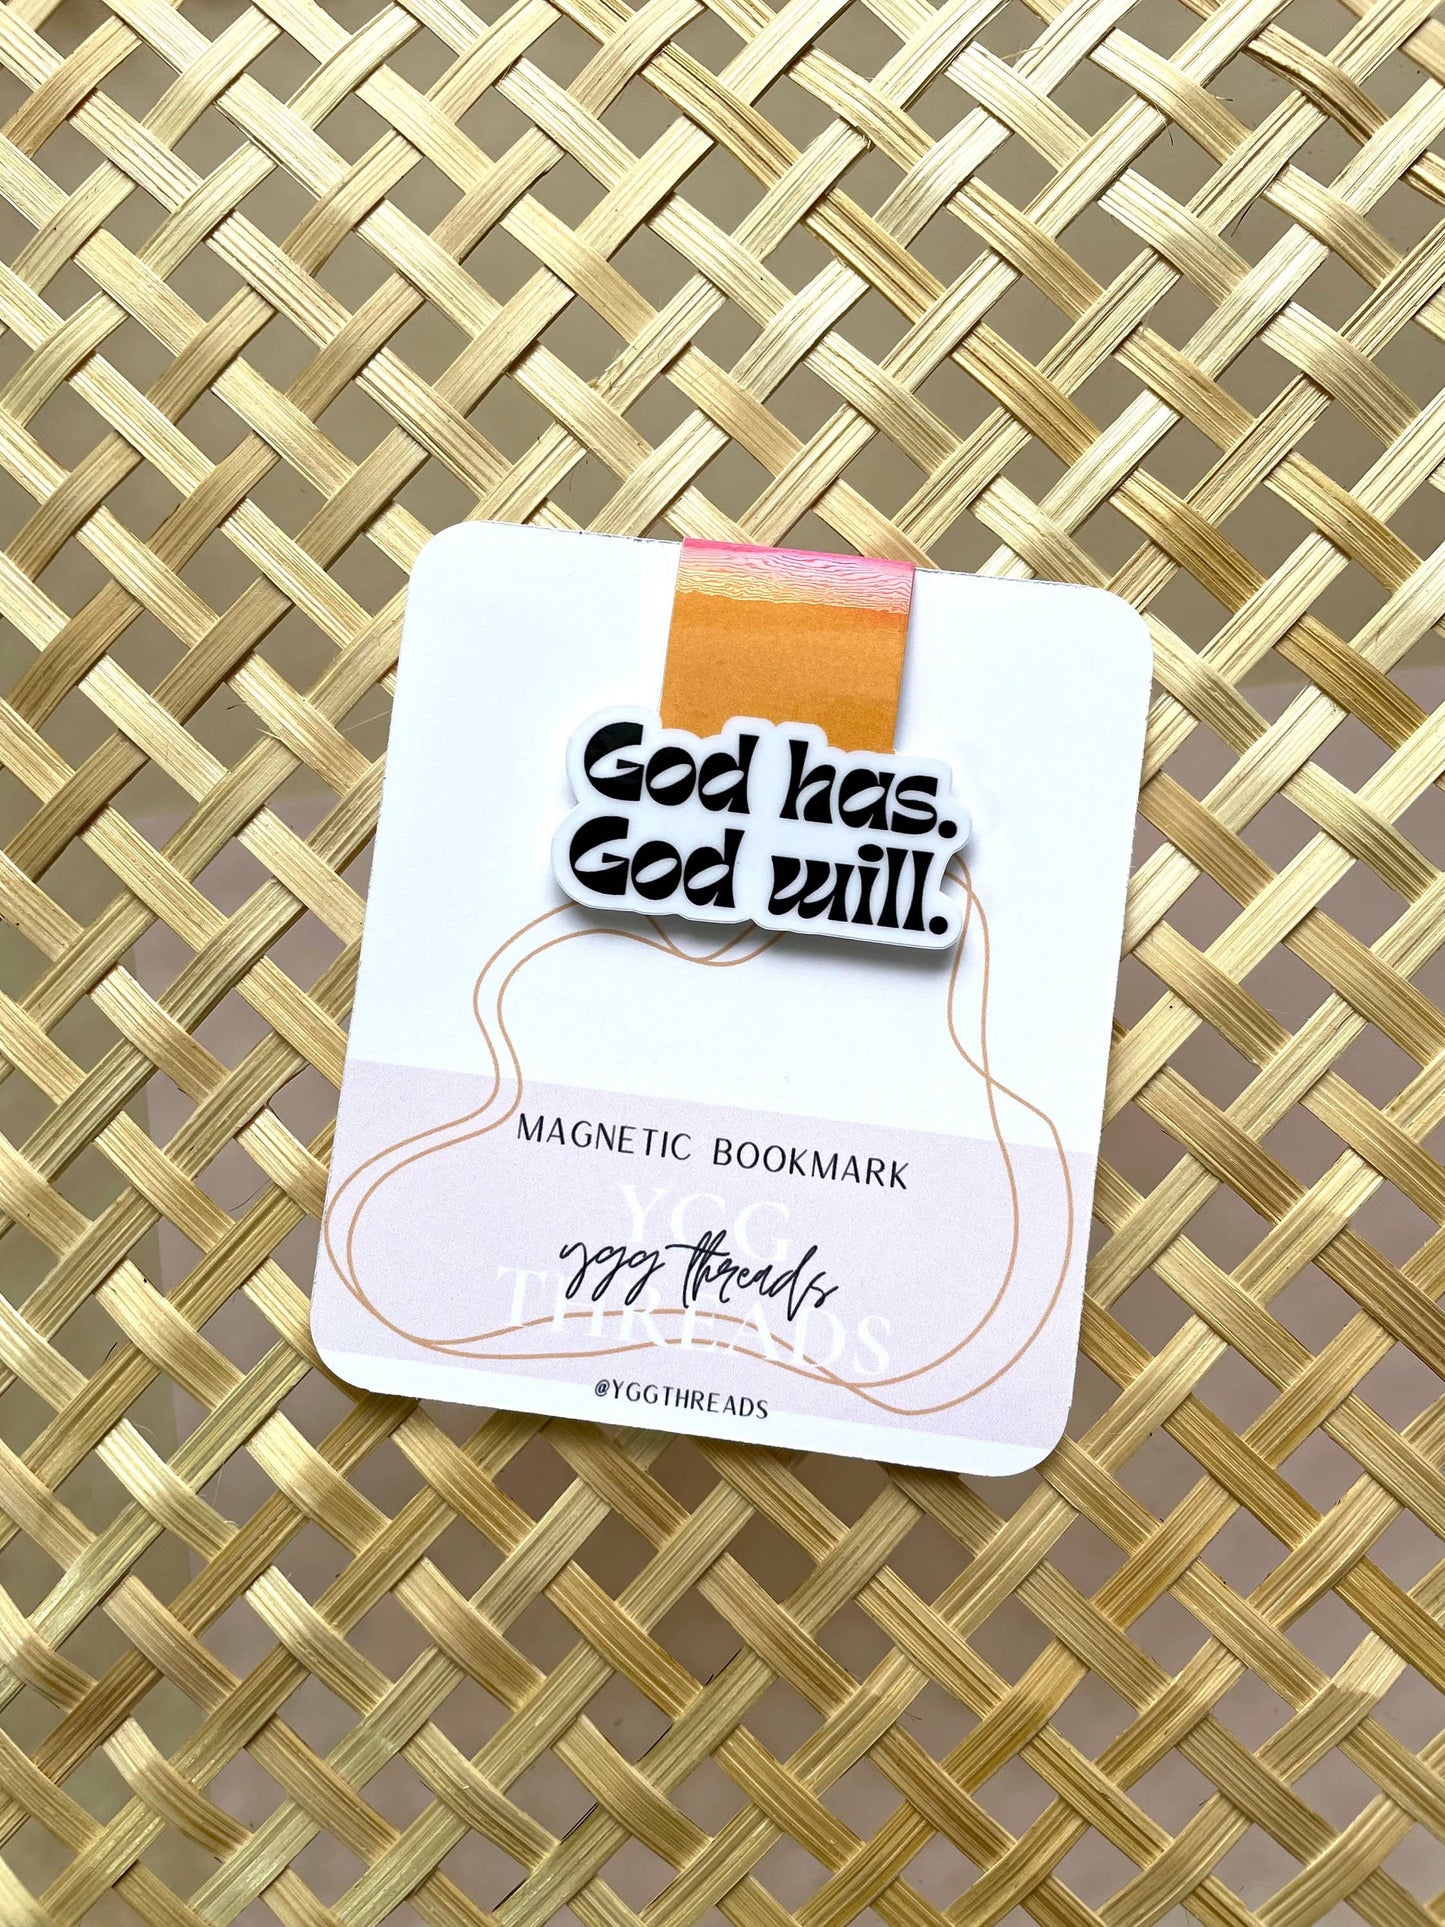 God has.
God will.
MAGNETIC BOOKMARK
YGG
ygg threads
THREADS
@YGGTHREADS